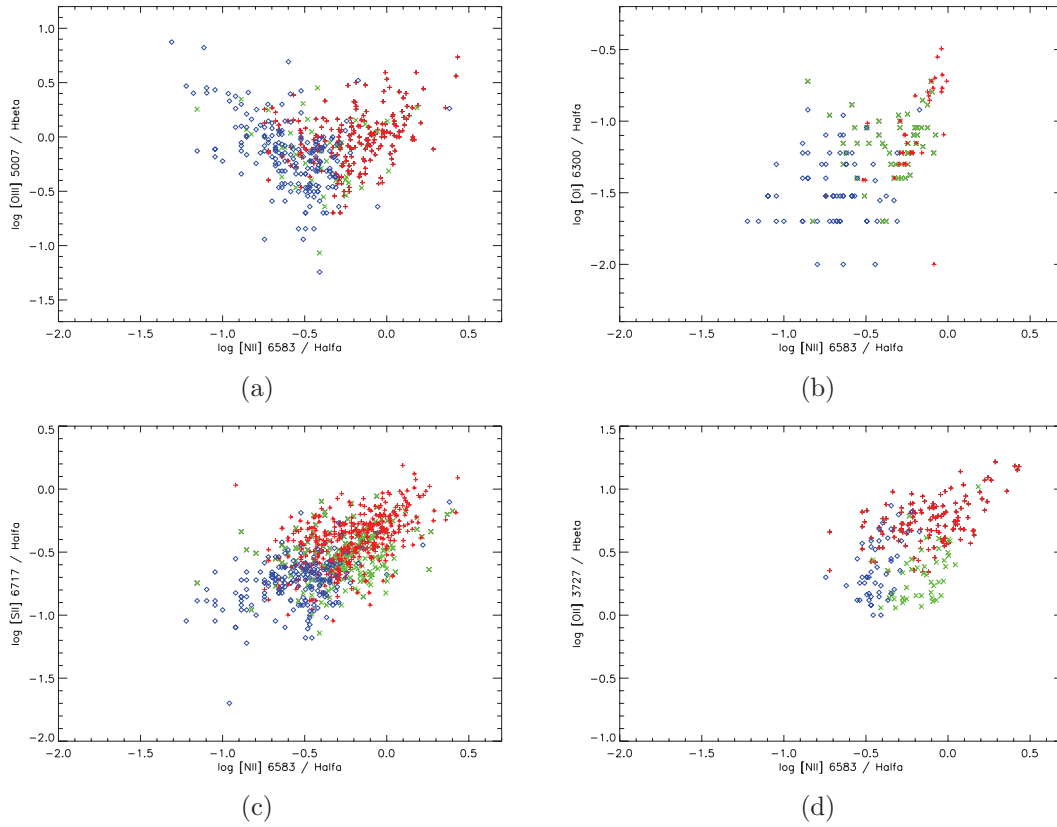 log [OIII] 5007 / Hbeta
1.0
0.5
0.0
−0.5
−1.0
−1.5
−2.0 −1.5 −1.0 −0.5 0.0 0.5
log [NII] 6583 / Halfa
(a)
log [OI] 6300 / Halfa
−0.5
−1.0
−1.5
−2.0
−2.0 −1.5 −1.0 −0.5 0.0 0.5
log [NII] 6583 / Halfa
(b)
log [SII] 6717 / Halfa
0.5
0.0
−0.5
−1.0
−1.5
−2.0
−2.0 −1.5 −1.0 −0.5 0.0 0.5
log [NII] 6583 / Halfa
(c)
log [OII] 3727 / Hbeta
1.5
1.0
0.5
0.0
0.5
−1.0
−2.0 −1.5 −1.0 −0.5 0.0 0.5
log [NII] 6583 / Halfa
(d)